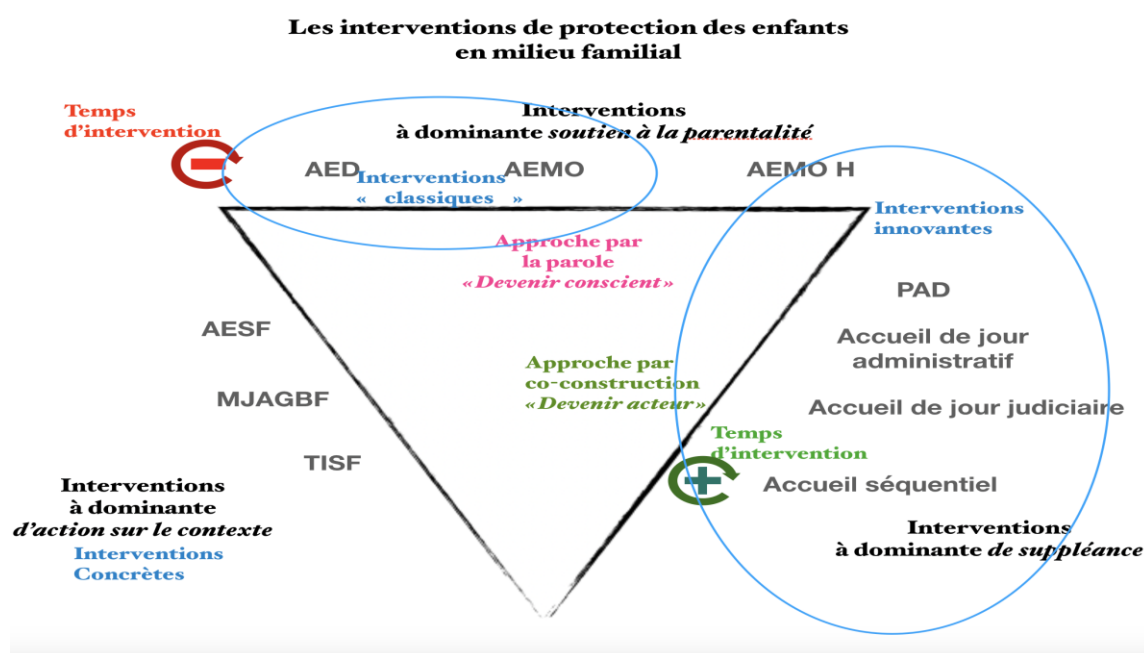 Les interventions de protection des enfants
en milieu familial
Temps
d’intervention
Interventions
à dominante soutien à la parentalité
AED
AEMO
AEMO H
Interventions
« classiques »
Interventions
innovantes
Approche par
la parole
«Devenir conscient»
PAD
AESF
Accueil de jour
administratif
Approche par
co-construction
«Devenir acteur»
MJAGBF
Accueil de jour judiciaire
Temps
d’intervention
TISF
Accueil séquentiel
Interventions
à dominante
d’action sur le contexte
Interventions
Concrètes
Interventions
à dominante de suppléance